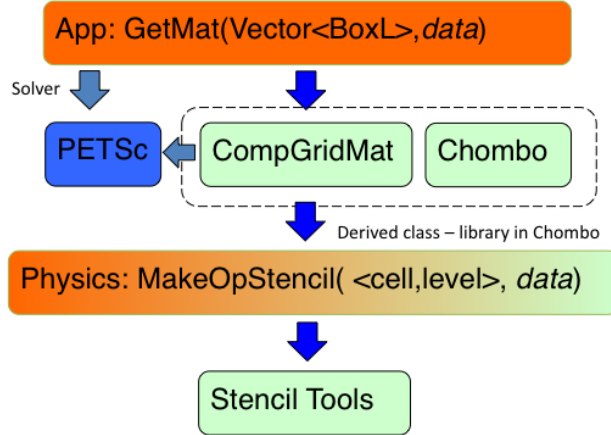 App: GetMat(Vector<BoxL>,data)
Solver
PETSc
CompGridMat
Chombo
Derived class – library in Chombo
Physics: MakeOpStencil( <cell,level>, data)
Stencil Tools